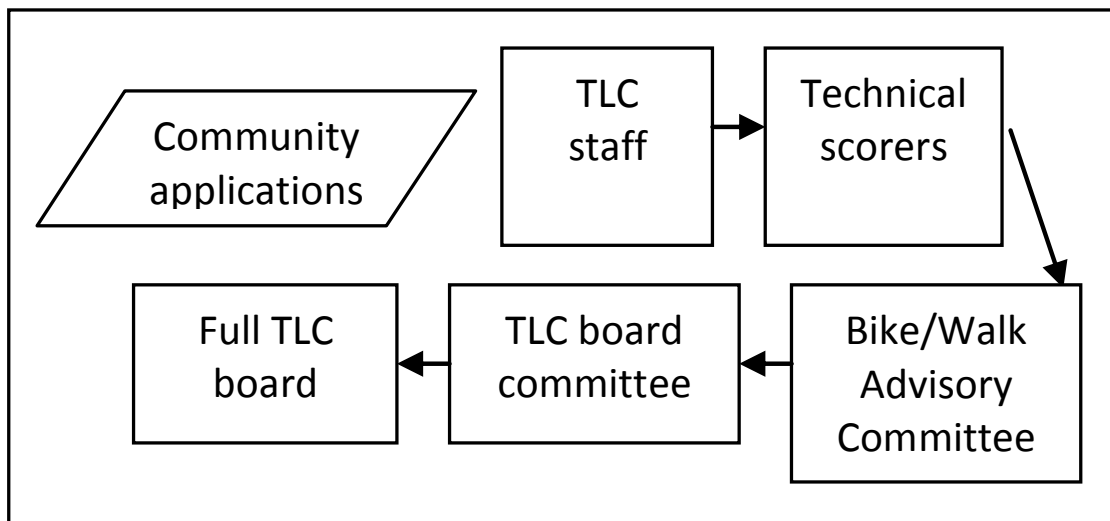 Community
applications
TLC
staff
Technical
scorers
Full TLC
board
TLC board
committee
Bike/Walk
Advisory
Committee